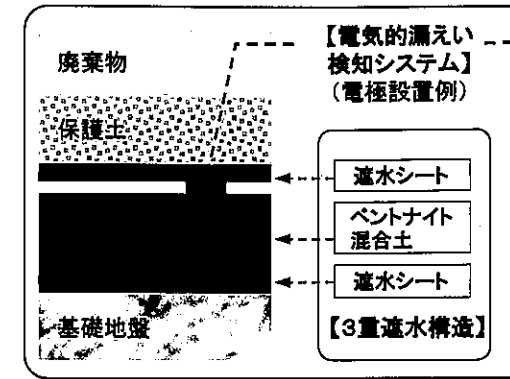 廃棄物
保護土
基礎地盤
【電気的漏えい
検知システム】
(電極設置例)
遮水シート
ベントナイト
混合土
遮水シート
【3重遮水構造】